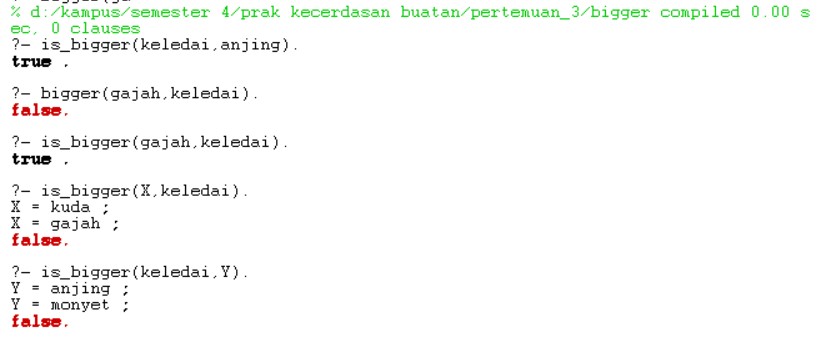 % d:/kampus/semester 4/prak kecerdasan buatan/pertemuan_3/bigger compiled 0.00 s
ec, 0 clauses
?- is_bigger(keledai,anjing).
true .
?- bigger(gajah,keledai).
false.
?- is_bigger(gajah,keledai).
true .
?- is_bigger(X,keledai).
X = kuda ;
X = gajah ;
false.
?- is_bigger(keledai,Y).
Y = anjing ;
Y = monyet ;
false.